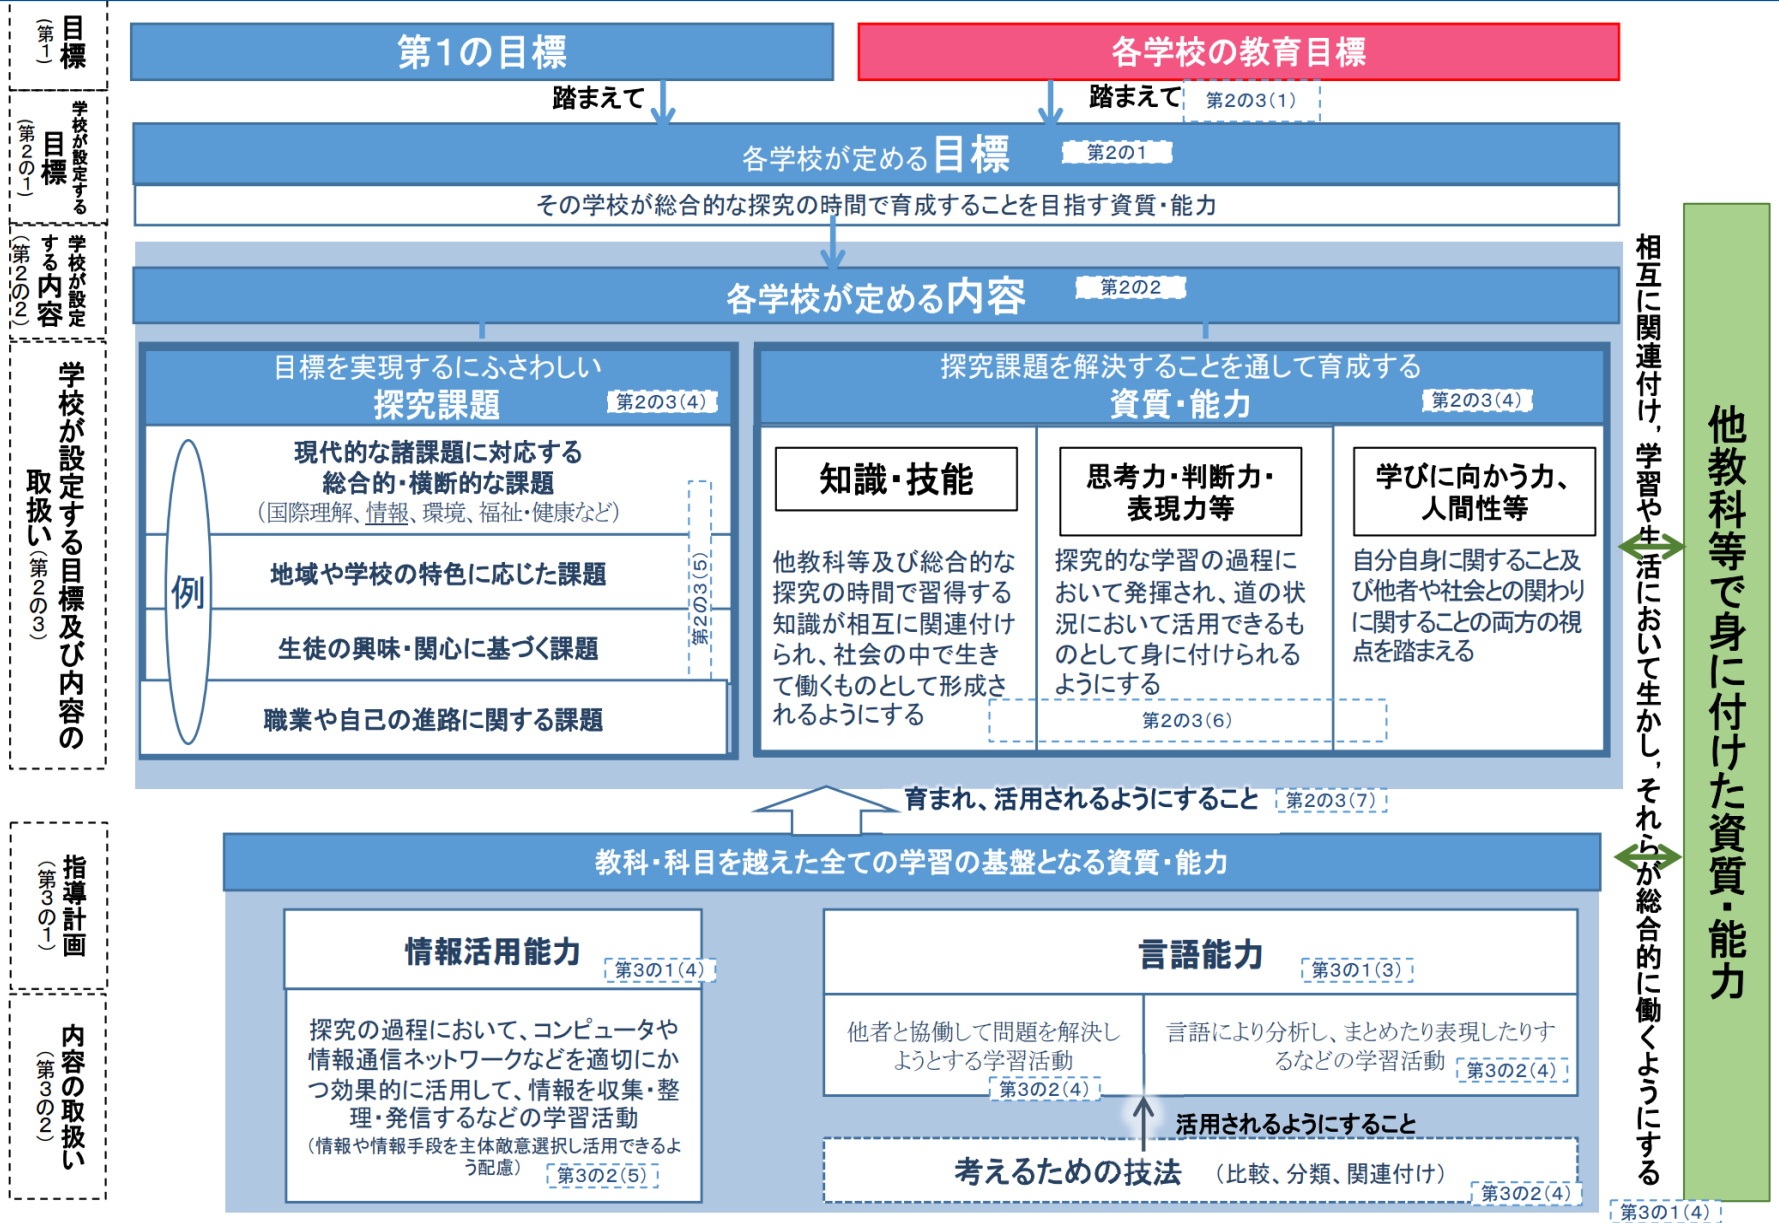 目標
(第1)
第1の目標
各学校の教育目標
踏まえて
踏まえて
第2の3(1)
学校が設定する
目標
(第2の1)
各学校が定める目標
第2の1
その学校が総合的な探究の時間で育成することを目指す資質・能力
学校が設定
する内容
(第2の2)
各学校が定める内容
第2の2
学校が設定する目標及び内容の
取扱い(第2の3)
目標を実現するにふさわしい
探究課題
第2の3(4)
例
現代的な諸課題に対応する
総合的・横断的な課題
(国際理解、情報、環境、福祉・健康など)
地域や学校の特色に応じた課題
生徒の興味・関心に基づく課題
職業や自己の進路に関する課題
第2の3(5)
探究課題を解決することを通して育成する
資質・能力
第2の3(4)
知識・技能
他教科等及び総合的な
探究の時間で習得する
知識が相互に関連付け
られ、社会の中で生き
て働くものとして形成さ
れるようにする
思考力・判断力・
表現力等
探究的な学習の過程に
おいて発揮され、道の状
況において活用できるも
のとして身に付けられる
ようにする
学びに向かう力、
人間性等
自分自身に関すること及
び他者や社会との関わり
に関することの両方の視
点を踏まえる
第2の3(6)
育まれ、活用されるようにすること
第2の3(7)
指導計画
(第3の1)
教科・科目を越えた全ての学習の基盤となる資質・能力
情報活用能力
第3の1(4)
言語能力
第3の1(3)
内容の取扱い
(第3の2)
探究の過程において、コンピュータや
情報通信ネットワークなどを適切にか
つ効果的に活用して、情報を収集・整
理・発信するなどの学習活動
(情報や情報手段を主体敵意選択し活用できるよ
う配慮)
第3の2(5)
他者と協働して問題を解決し
ようとする学習活動
第3の2(4)
言語により分析し、まとめたり表現したりす
るなどの学習活動
第3の2(4)
活用されるようにすること
考えるための技法 (比較、分類、関連付け)
第3の2(4)
相互に関連付け，学習や生活において生かし，それらが総合的に働くようにする
第3の1(4)
他教科等で身に付けた資質・能力